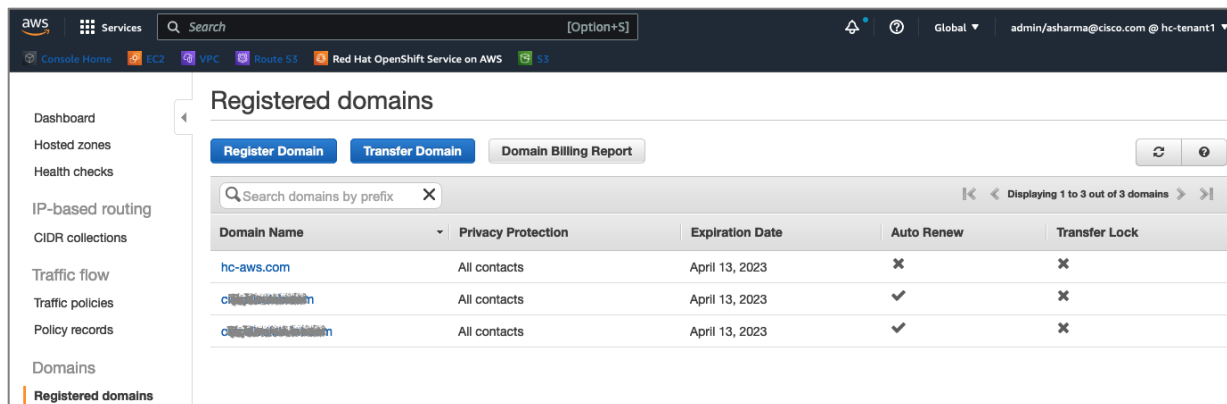 aws Services Search [Option+S] Global admin/asharma@cisco.com @ hc-tenant1
Console Home EC2 VPC Route 53 Red Hat OpenShift Service on AWS S3
Dashboard
Hosted zones
Health checks
IP-based routing
CIDR collections
Traffic flow
Traffic policies
Policy records
Domains
Registered domains
Registered domains
Register Domain Transfer Domain Domain Billing Report
Search domains by prefix Displaying 1 to 3 out of 3 domains
Domain Name Privacy Protection Expiration Date Auto Renew Transfer Lock
hc-aws.com All contacts April 13, 2023
All contacts April 13, 2023
All contacts April 13, 2023